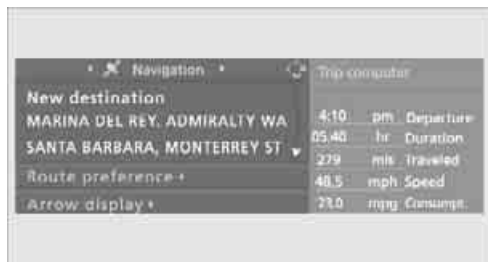 Navigation
New destination
MARINA DEL REY, ADMIRALTY WA
SANTA BARBARA, MONTERREY ST
Route preference
Arrow display
Trip computer
4:10 pm Departure
05.40 hr Duration
279 mls Traveled
48.5 mph Speed
23.0 mpg Consumpt.